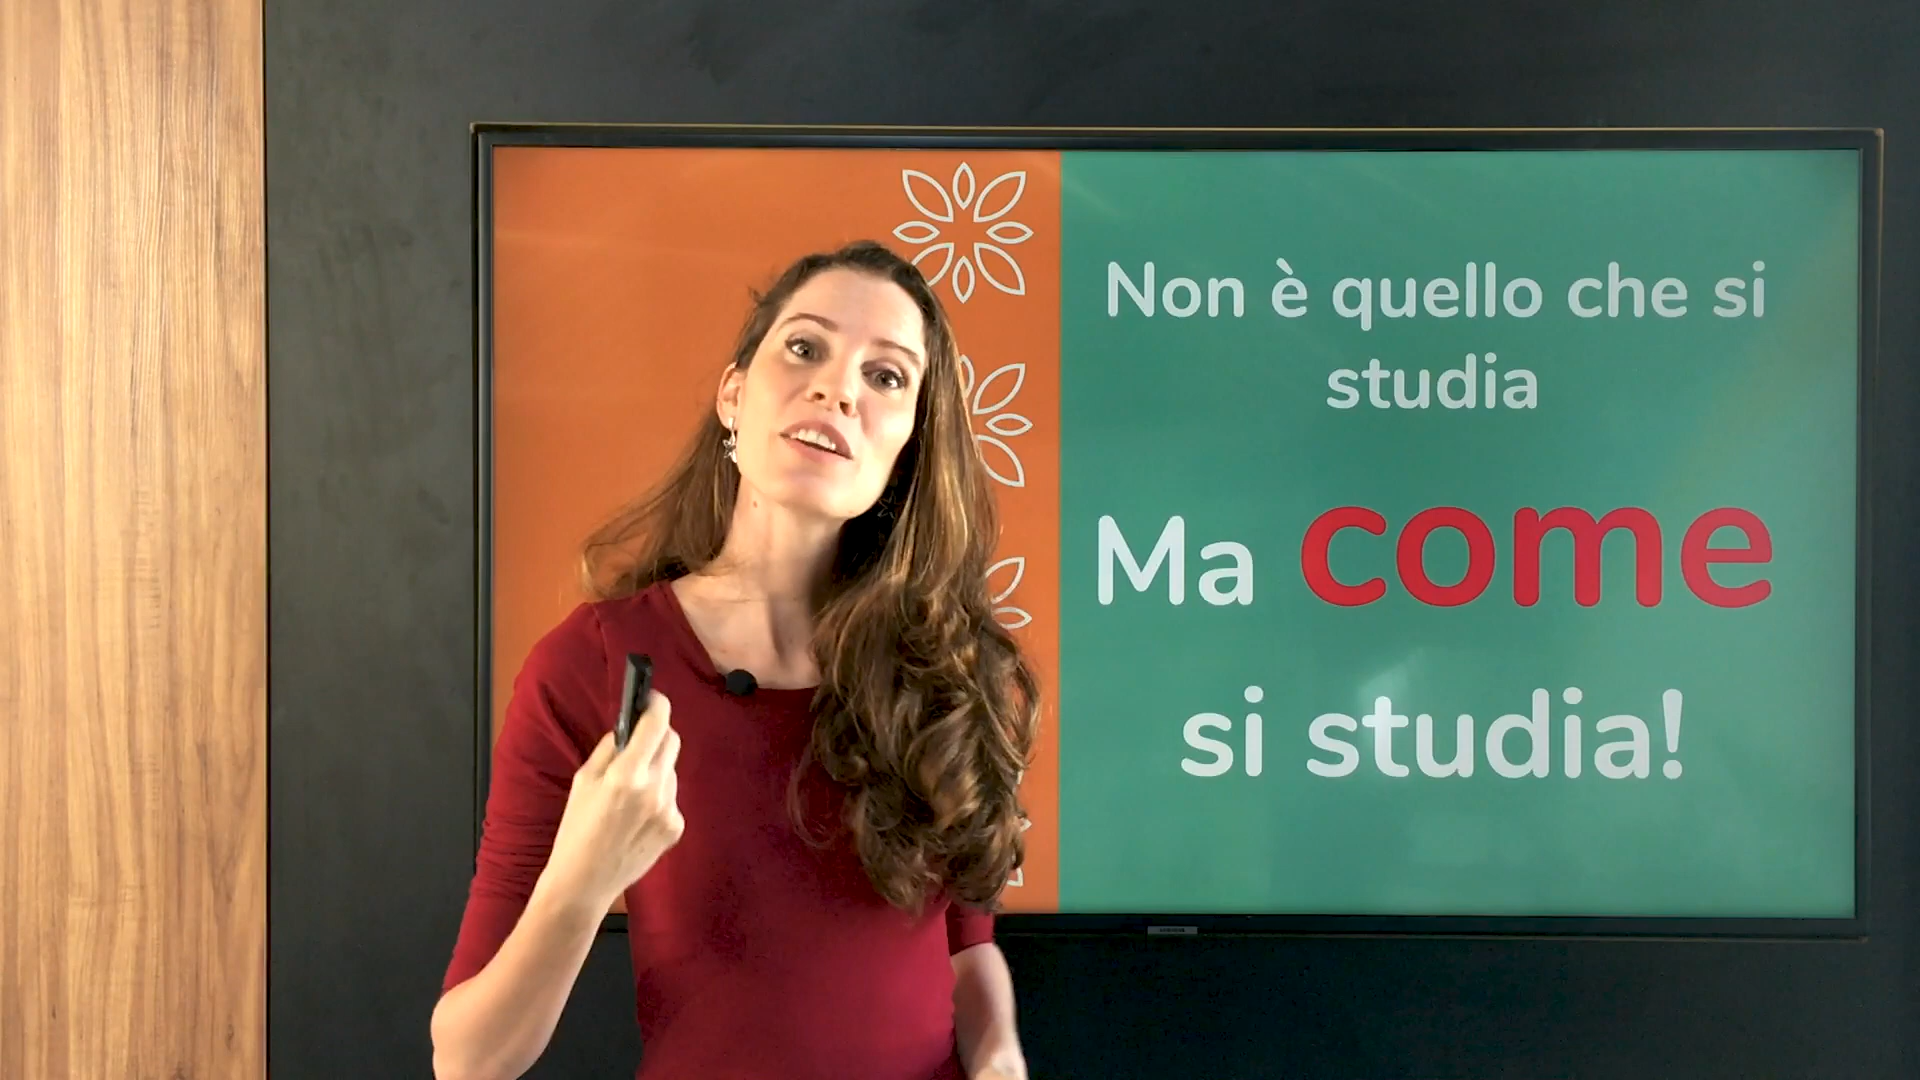 Non è quello che si
studia
Ma come
si studia!